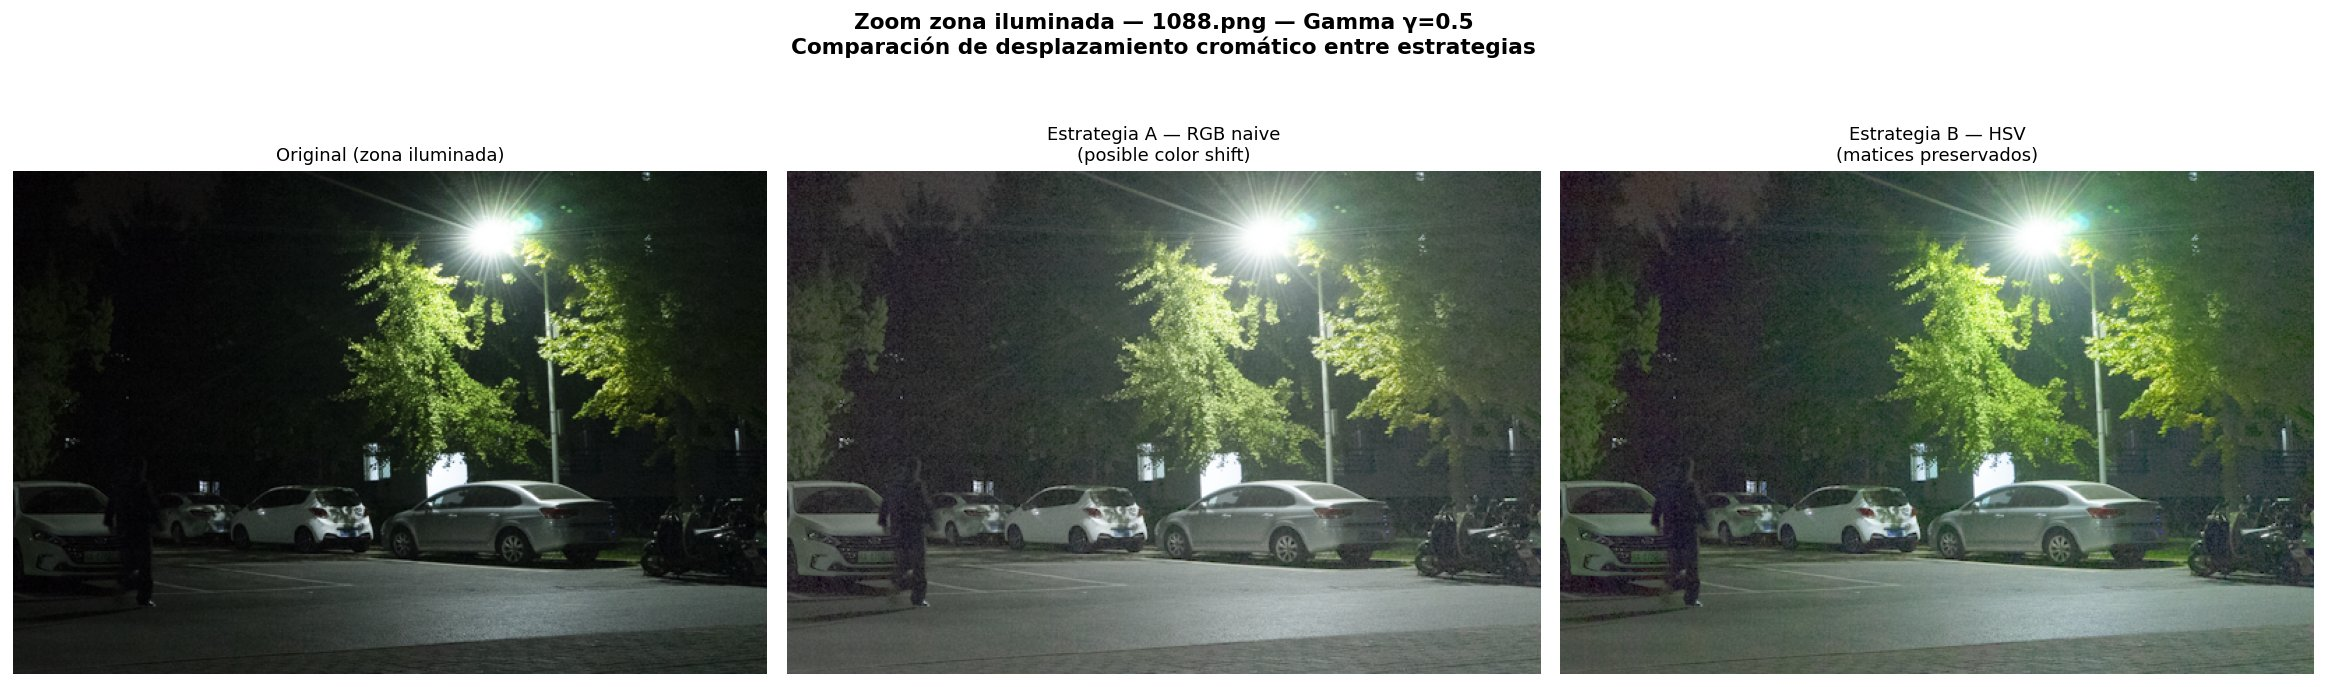 Zoom zona iluminada — 1088.png — Gamma γ=0.5
Comparación de desplazamiento cromático entre estrategias
Original (zona iluminada)
Estrategia A — RGB naive
(posible color shift)
Estrategia B — HSV
(matices preservados)